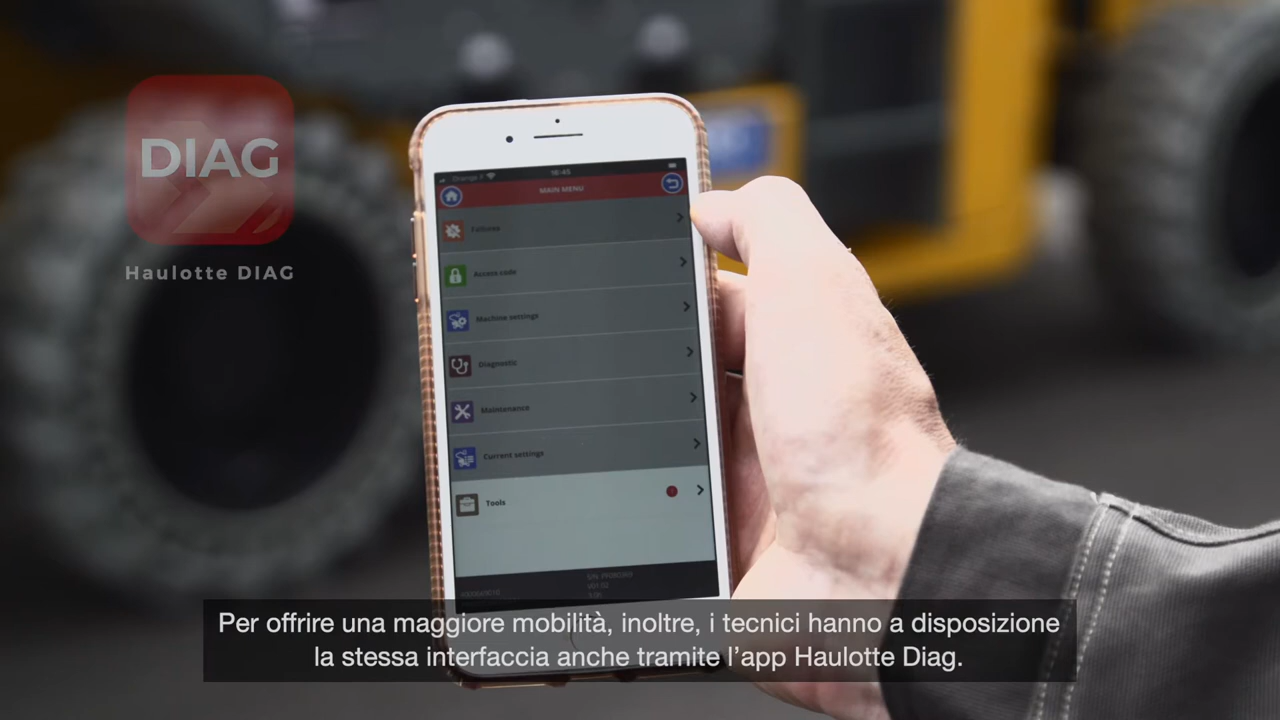 DIAG
Haulotte DIAG
MAIN MENU
Failures
Access code
Machine settings
Diagnostic
Maintenance
Current settings
Tools
Per offrire una maggiore mobilità, inoltre, i tecnici hanno a disposizione
la stessa interfaccia anche tramite l’app Haulotte Diag.